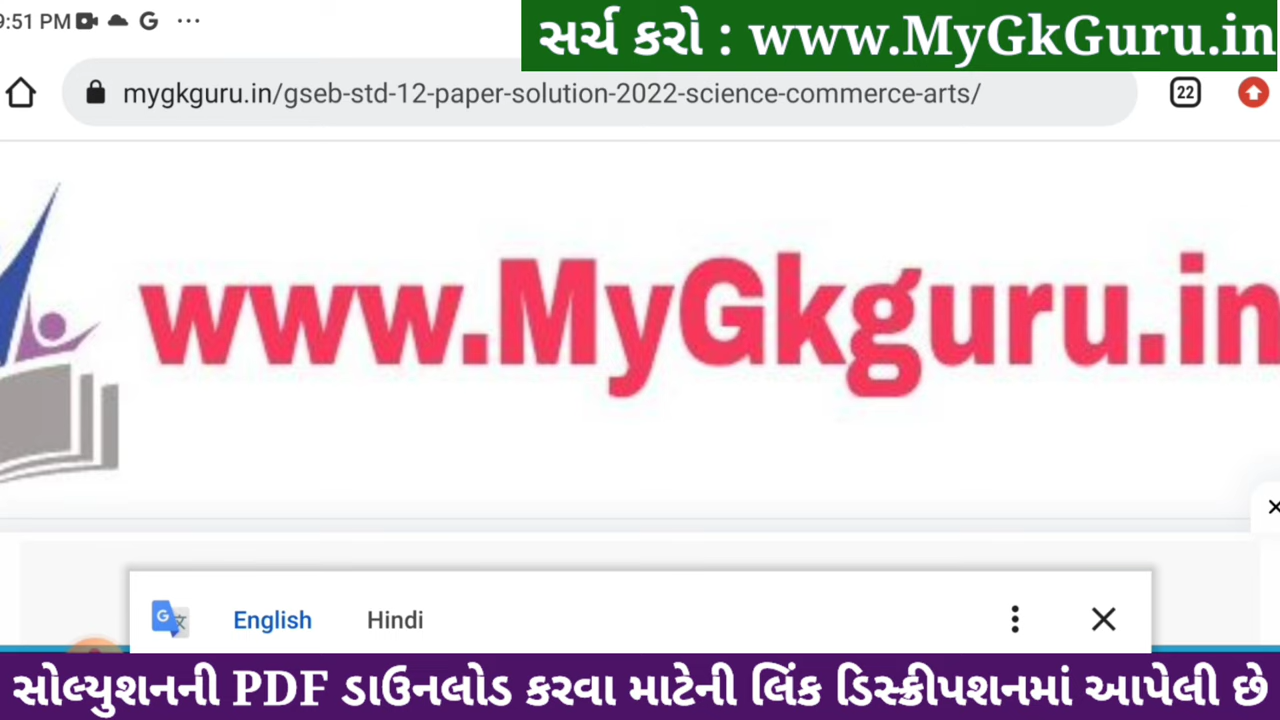 9:51 PM
સર્ચ કરો : www.MyGkGuru.in
mygkguru.in/gseb-std-12-paper-solution-2022-science-commerce-arts/
22
www.MyGkguru.in
English Hindi
સોલ્યુશનની PDF ડાઉનલોડ કરવા માટેની લિંક ડિસ્ક્રીપશનમાં આપેલી છે